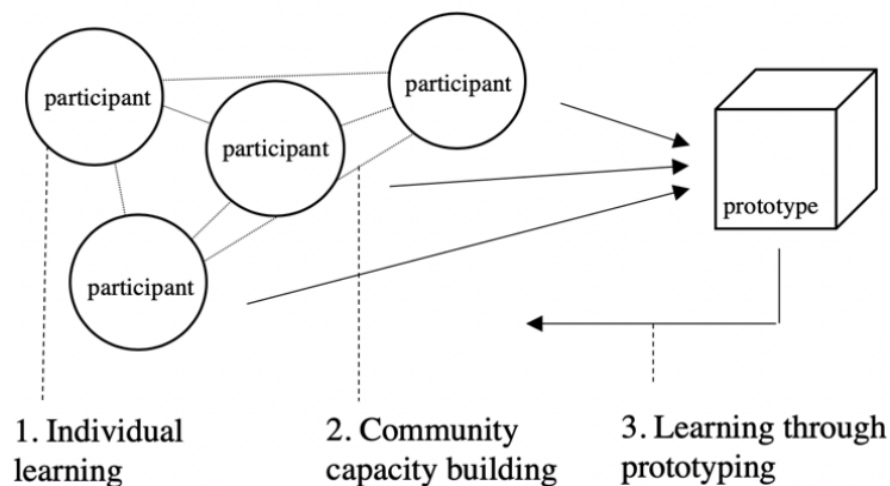 participant
participant
participant
participant
prototype
1. Individual
learning
2. Community
capacity building
3. Learning through
prototyping